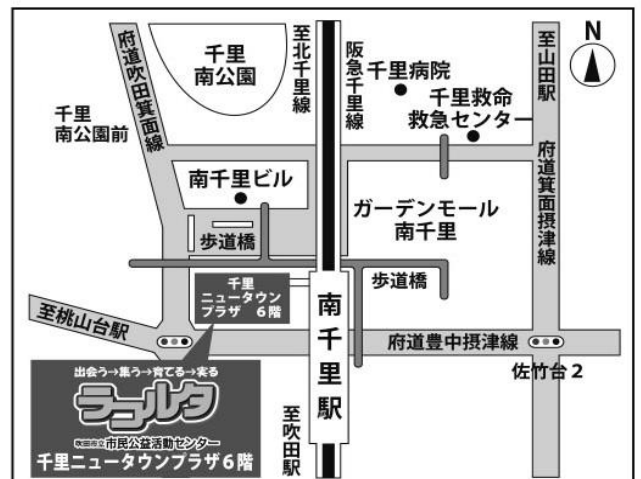 府道吹田箕面線
千里
南公園
千里
南公園前
至北千里線
阪急千里線
千里病院
千里救命
救急センター
至山田駅
N
府道箕面摂津線
南千里ビル
ガーデンモール
南千里
歩道橋
歩道橋
千里
ニュータウン
プラザ 6階
至桃山台駅
南千里駅
府道豊中摂津線
佐竹台2
至吹田駅
出会う→集う→育てる→実る
ラコルタ
吹田市立市民公益活動センター
千里ニュータウンプラザ6階